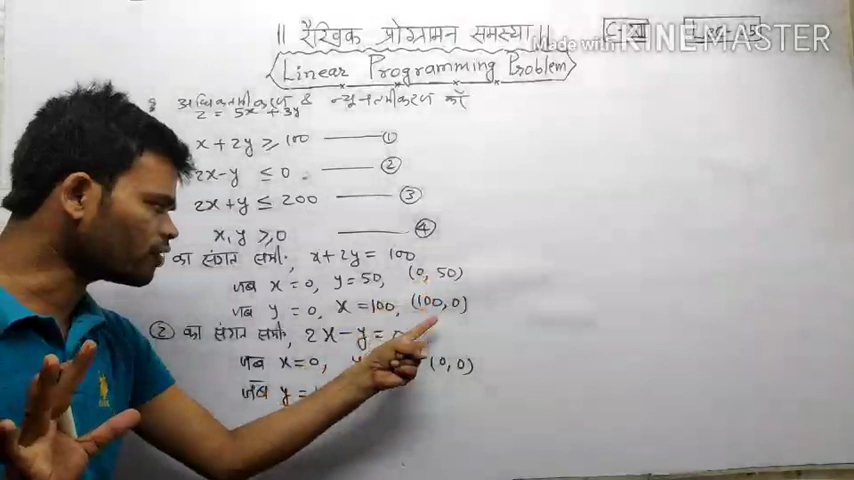 || रैखिक प्रोग्रामन समस्या ||
Made with KINEMASTER
Linear Programming Problem
अधिकतमीकरण & न्यूनतमीकरण को
Z = 5x + 3y
x + 2y ≥ 100 ——— ①
2x - y ≤ 0 ——— ②
2x + y ≤ 200 ——— ③
x, y ≥ 0 ——— ④
का संगत समी०, x + 2y = 100
जब x = 0, y = 50, (0, 50)
जब y = 0, x = 100, (100, 0)
② का संगत समी०, 2x - y = 0
जब x = 0, (0, 0)
जब y =